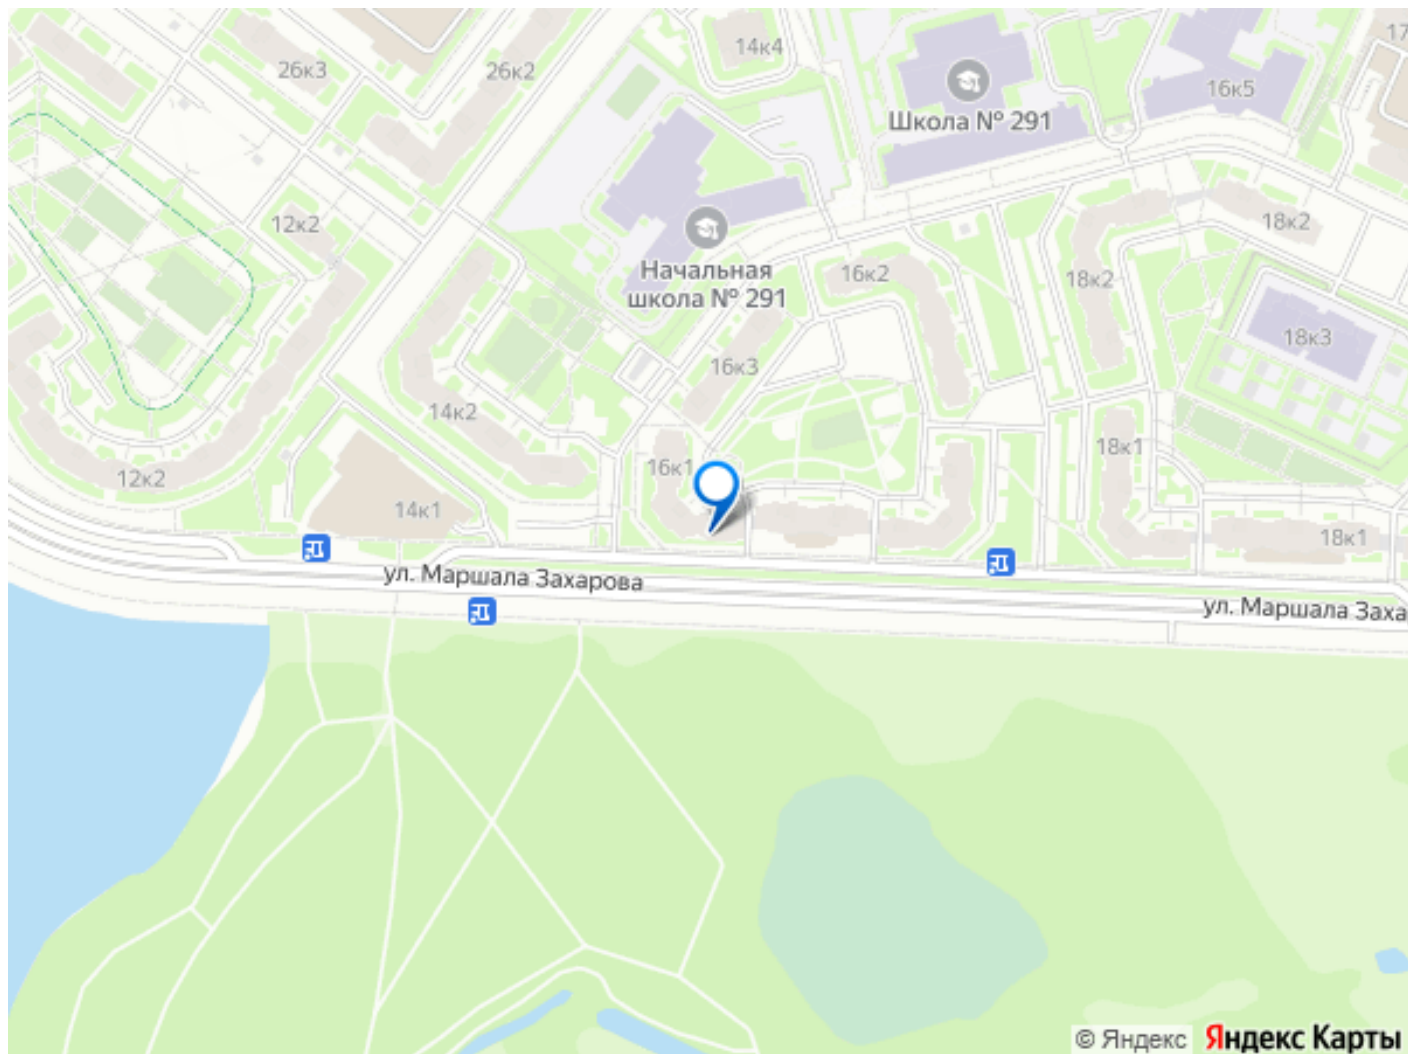 26к3
26к2
14к4
17
Школа № 291
16к5
12к2
Начальная
школа № 291
16к2
18к2
18к2
18к3
16к3
14к2
12к2
16к1
18к1
14к1
18к1
ул. Маршала Захарова
ул. Маршала Заха
© Яндекс
Яндекс Карты